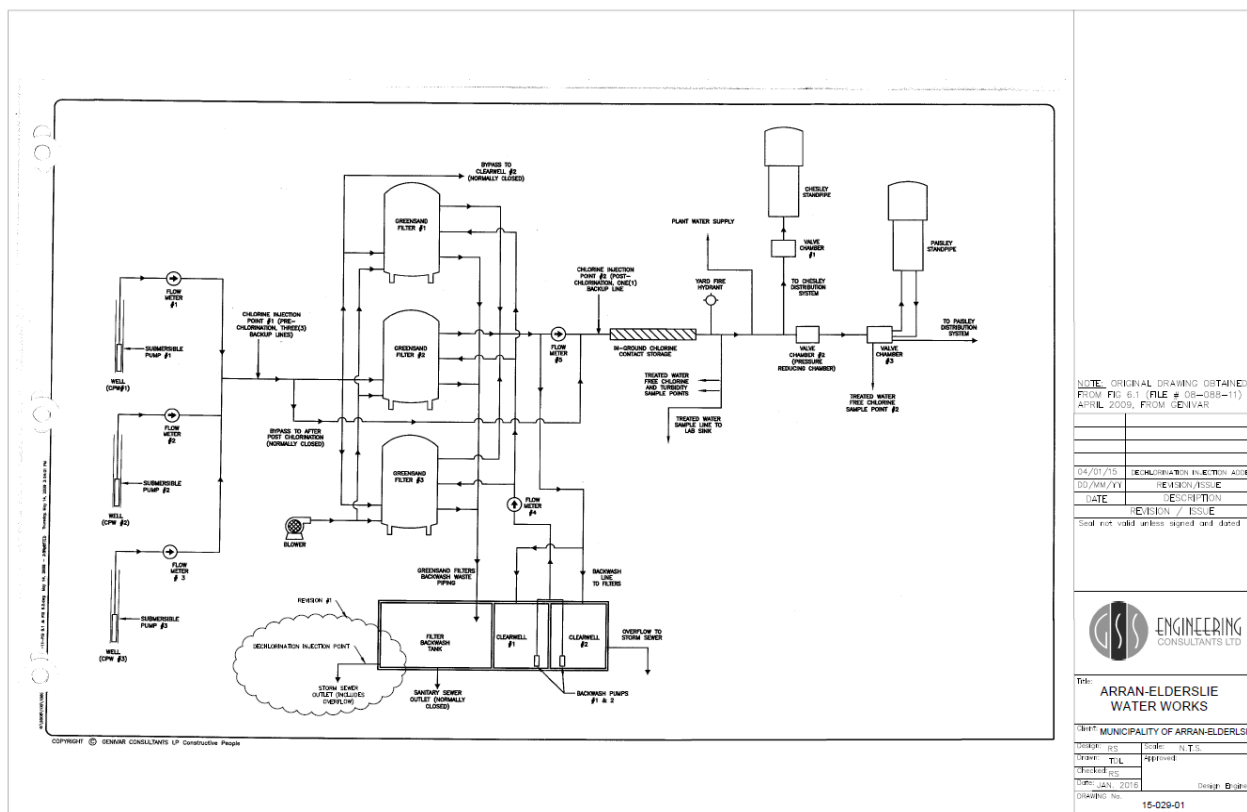 BYPASS TO
CLEARWELL #2
(NORMALLY CLOSED)
GREENSAND
FILTER #1
CHESLEY
STANDPIPE
PAISLEY
STANDPIPE
PLANT WATER SUPPLY
VALVE
CHAMBER
#1
CHLORINE INJECTION
POINT #2 (POST-
CHLORINATION, ONE(1)
BACKUP LINE
YARD FIRE
HYDRANT
TO CHESLEY
DISTRIBUTION
SYSTEM
FLOW
METER
#1
CHLORINE INJECTION
POINT #1 (PRE-
CHLORINATION, THREE(3)
BACKUP LINES)
SUBMERSIBLE
PUMP #1
WELL
(CPW#1)
GREENSAND
FILTER #2
FLOW
METER
#5
IN-GROUND CHLORINE
CONTACT STORAGE
VALVE
CHAMBER #2
(PRESSURE
REDUCING CHAMBER)
VALVE
CHAMBER
#3
TO PAISLEY
DISTRIBUTION
SYSTEM
TREATED WATER
FREE CHLORINE
AND TURBIDITY
SAMPLE POINTS
TREATED WATER
FREE CHLORINE
SAMPLE POINT #2
TREATED WATER
SAMPLE LINE TO
LAB SINK
FLOW
METER
#2
BYPASS TO AFTER
POST CHLORINATION
(NORMALLY CLOSED)
GREENSAND
FILTER #3
SUBMERSIBLE
PUMP #2
WELL
(CPW #2)
FLOW
METER
#4
BLOWER
FLOW
METER
# 3
GREENSAND FILTERS
BACKWASH WASTE
PIPING
BACKWASH
LINE
TO FILTERS
SUBMERSIBLE
PUMP #3
WELL
(CPW #3)
REVISION #1
FILTER
BACKWASH
TANK
CLEARWELL
#1
CLEARWELL
#2
OVERFLOW TO
STORM SEWER
DECHLORINATION INJECTION POINT
STORM SEWER
OUTLET (INCLUDES
OVERFLOW)
SANITARY SEWER
OUTLET (NORMALLY
CLOSED)
BACKWASH PUMPS
#1 & 2
COPYRIGHT © GENIVAR CONSULTANTS LP Constructive People
NOTE: ORIGINAL DRAWING OBTAINED
FROM FIG 6.1 (FILE # 08-088-11)
APRIL 2009, FROM GENIVAR
04/01/15 DECHLORINATION INJECTION ADDE
DD/MM/YY REVISION/ISSUE
DATE DESCRIPTION
REVISION / ISSUE
Seal not valid unless signed and dated
GSS ENGINEERING
CONSULTANTS LTD
Title:
ARRAN-ELDERSLIE
WATER WORKS
Client: MUNICIPALITY OF ARRAN-ELDERLSI
Design: RS Scale: N.T.S.
Drawn: TDL Approved:
Checked: RS
Date: JAN. 2016 Design Engine
DRAWING No.
15-029-01